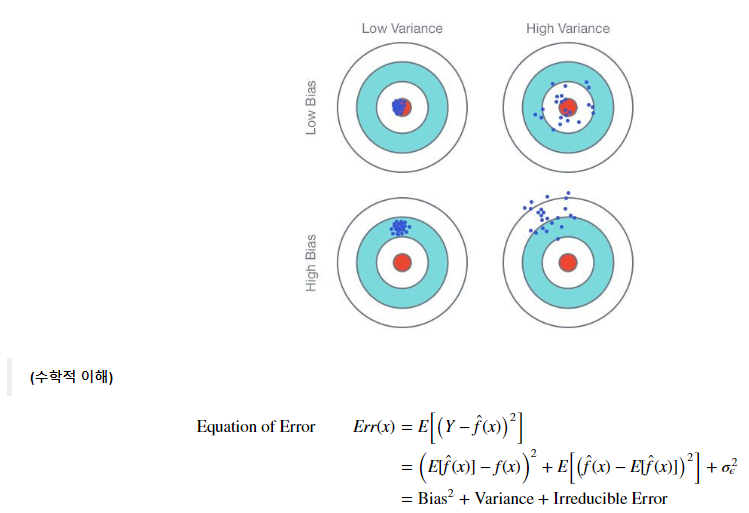 Low Variance High Variance
Low Bias
High Bias
(수학적 이해)
Equation of Error Err(x) = E[(Y − f̂(x))²]
= (E[f̂(x)] − f(x))² + E[(f̂(x) − E[f̂(x)])²] + σₑ²
= Bias² + Variance + Irreducible Error